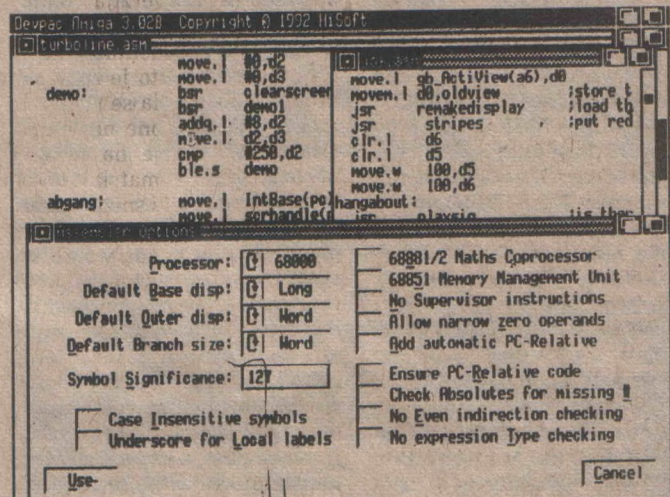 Devpac Amiga 3.02B Copyright © 1992 HiSoft
turboline.asm
move.l #0,d2
move.l #0,d3
demo: bsr clearscreen
bsr demo1
addq.l #8,d2
move.l d2,d3
cmp #250,d2
ble.s demo
abgang: move.l IntBase(pc)
move.l
move.l gb_ActiView(a6),d0
movem.l d0,oldview ;store t
jsr remakedisplay ;load th
jsr stripes ;put red
clr.l d6
clr.l d5
move.w 100,d5
move.w 100,d6
hangabout:
Assembler Options
Processor: 68000
Default Base disp: Long
Default Outer disp: Word
Default Branch size: Word
Symbol Significance: 127
Case Insensitive symbols
Underscore for Local labels
68881/2 Maths Coprocessor
68851 Memory Management Unit
No Supervisor instructions
Allow narrow zero operands
Add automatic PC-Relative
Ensure PC-Relative code
Check Absolutes for missing #
No Even indirection checking
No expression Type checking
Use
Cancel